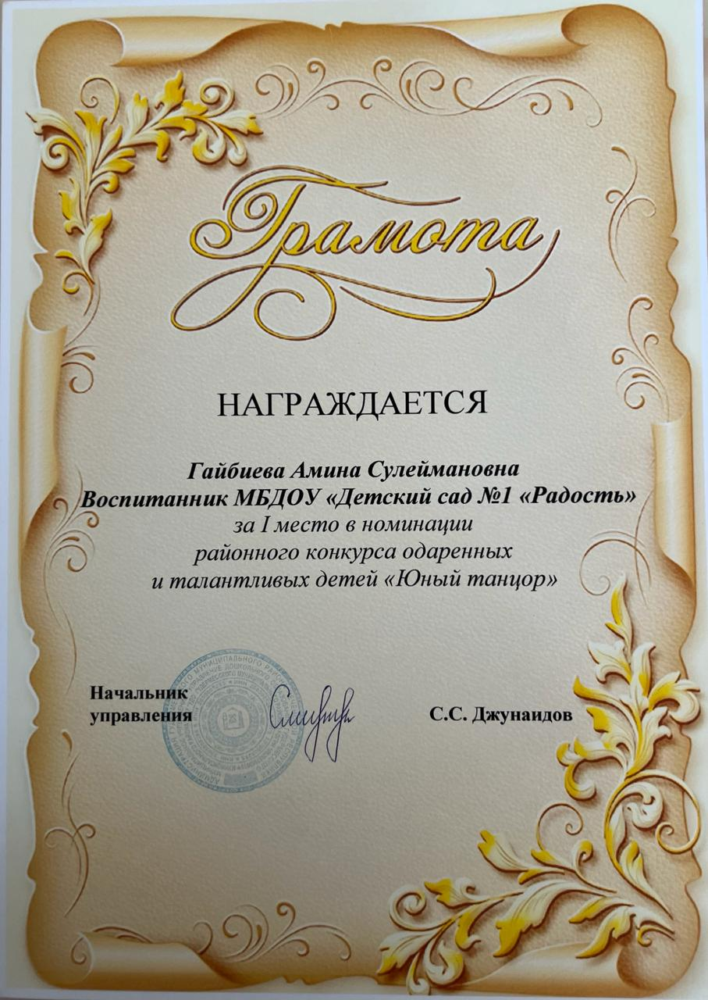 Грамота
НАГРАЖДАЕТСЯ
Гайбиева Амина Сулеймановна
Воспитанник МБДОУ «Детский сад №1 «Радость»
за I место в номинации
районного конкурса одаренных
и талантливых детей «Юный танцор»
Начальник
управления
С.С. Джунаидов